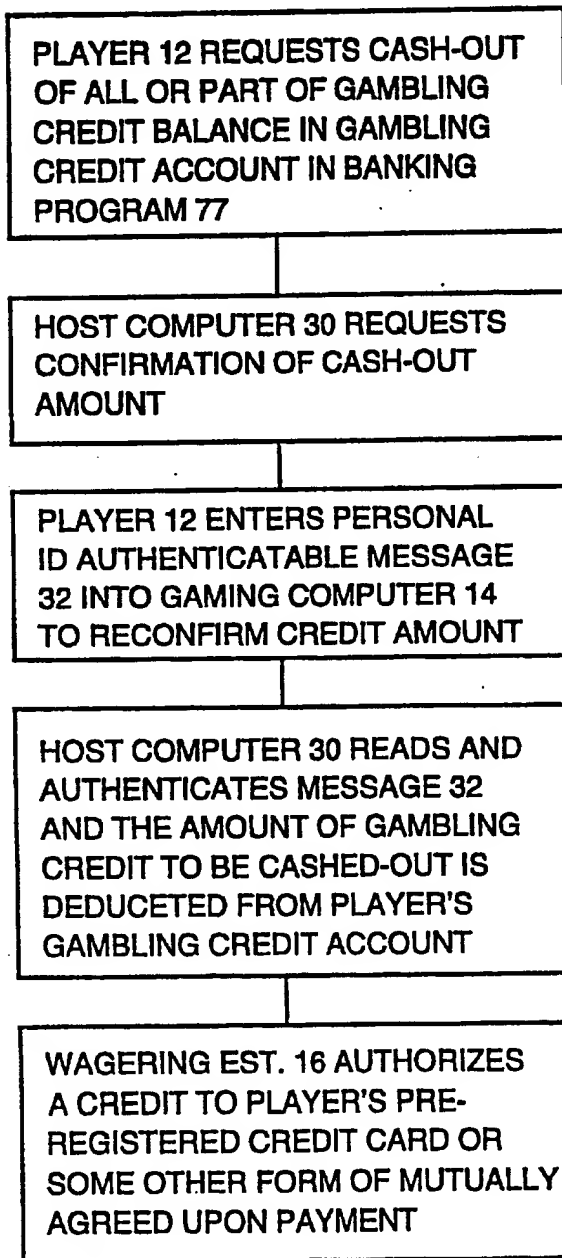 PLAYER 12 REQUESTS CASH-OUT
OF ALL OR PART OF GAMBLING
CREDIT BALANCE IN GAMBLING
CREDIT ACCOUNT IN BANKING
PROGRAM 77
HOST COMPUTER 30 REQUESTS
CONFIRMATION OF CASH-OUT
AMOUNT
PLAYER 12 ENTERS PERSONAL
ID AUTHENTICATABLE MESSAGE
32 INTO GAMING COMPUTER 14
TO RECONFIRM CREDIT AMOUNT
HOST COMPUTER 30 READS AND
AUTHENTICATES MESSAGE 32
AND THE AMOUNT OF GAMBLING
CREDIT TO BE CASHED-OUT IS
DEDUCETED FROM PLAYER'S
GAMBLING CREDIT ACCOUNT
WAGERING EST. 16 AUTHORIZES
A CREDIT TO PLAYER'S PRE-
REGISTERED CREDIT CARD OR
SOME OTHER FORM OF MUTUALLY
AGREED UPON PAYMENT